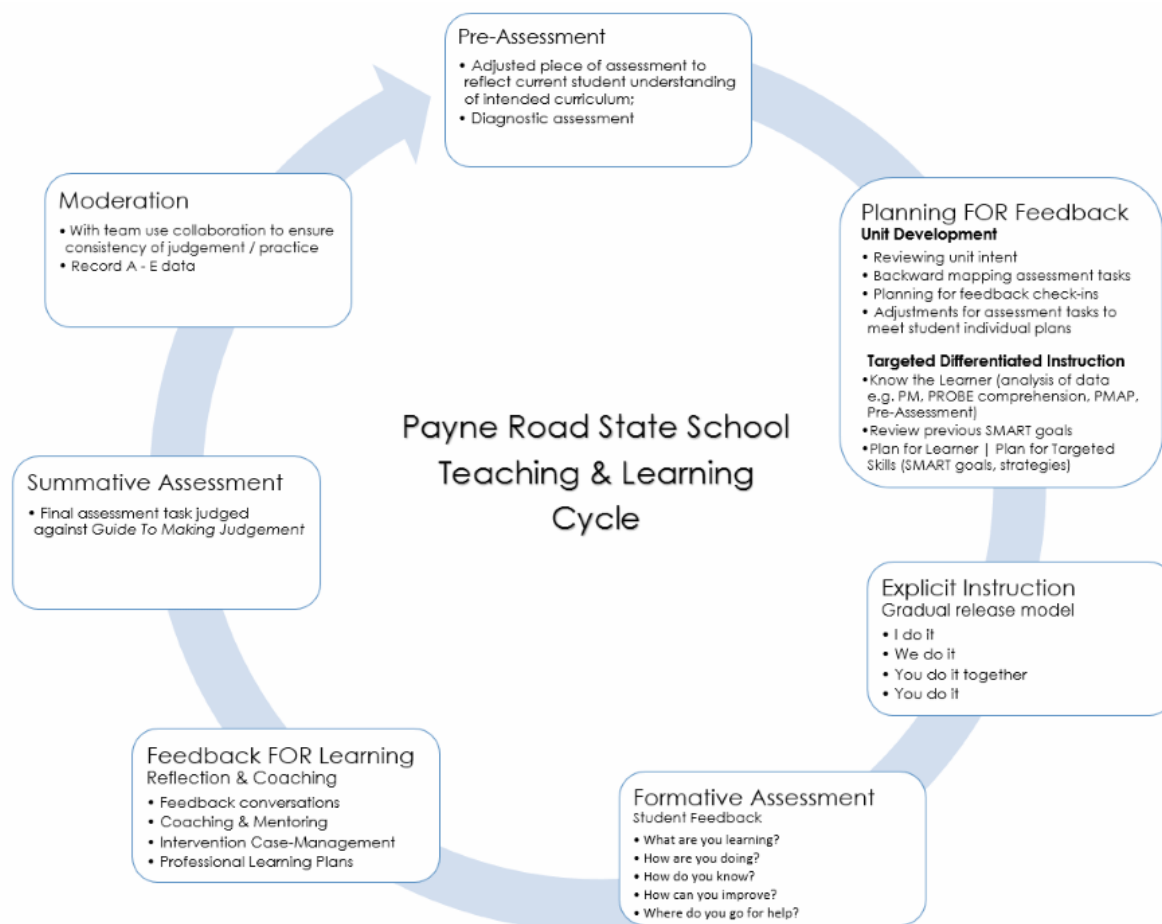 Pre-Assessment
• Adjusted piece of assessment to
reflect current student understanding
of intended curriculum;
• Diagnostic assessment
Planning FOR Feedback
Unit Development
• Reviewing unit intent
• Backward mapping assessment tasks
• Planning for feedback check-ins
• Adjustments for assessment tasks to
meet student individual plans
Targeted Differentiated Instruction
•Know the Learner (analysis of data
e.g. PM, PROBE comprehension, PMAP,
Pre-Assessment)
•Review previous SMART goals
•Plan for Learner | Plan for Targeted
Skills (SMART goals, strategies)
Explicit Instruction
Gradual release model
• I do it
• We do it
• You do it together
• You do it
Formative Assessment
Student Feedback
• What are you learning?
• How are you doing?
• How do you know?
• How can you improve?
• Where do you go for help?
Feedback FOR Learning
Reflection & Coaching
• Feedback conversations
• Coaching & Mentoring
• Intervention Case-Management
• Professional Learning Plans
Summative Assessment
• Final assessment task judged
against Guide To Making Judgement
Moderation
• With team use collaboration to ensure
consistency of judgement / practice
• Record A - E data
Payne Road State School
Teaching & Learning
Cycle